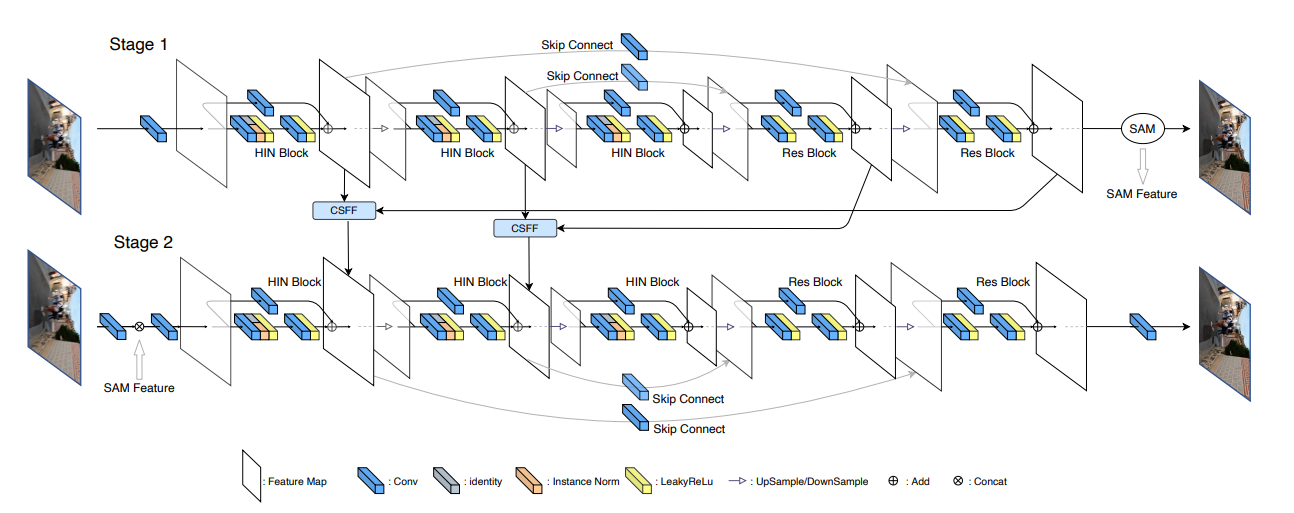 Stage 1
Skip Connect
Skip Connect
HIN Block
HIN Block
HIN Block
Res Block
Res Block
SAM
SAM Feature
CSFF
CSFF
Stage 2
HIN Block
HIN Block
HIN Block
Res Block
Res Block
SAM Feature
Skip Connect
Skip Connect
: Feature Map
: Conv
: identity
: Instance Norm
: LeakyReLu
: UpSample/DownSample
: Add
: Concat